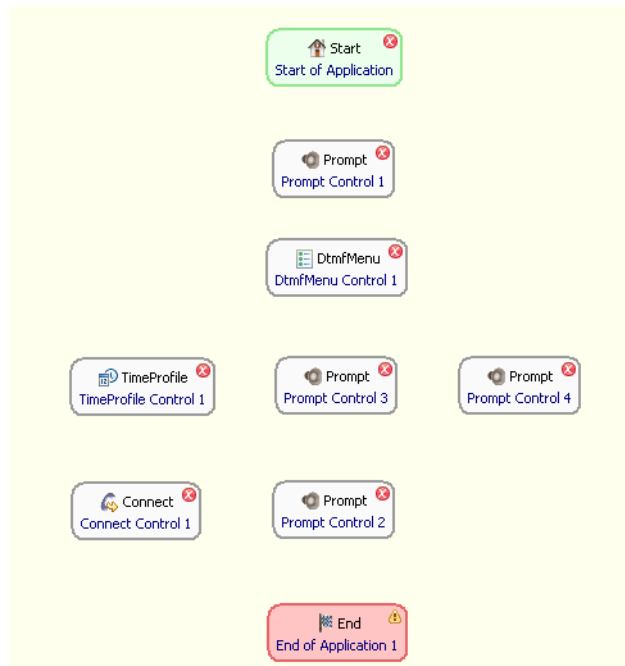 Start
Start of Application
Prompt
Prompt Control 1
DtmfMenu
DtmfMenu Control 1
TimeProfile
TimeProfile Control 1
Prompt
Prompt Control 3
Prompt
Prompt Control 4
Connect
Connect Control 1
Prompt
Prompt Control 2
End
End of Application 1